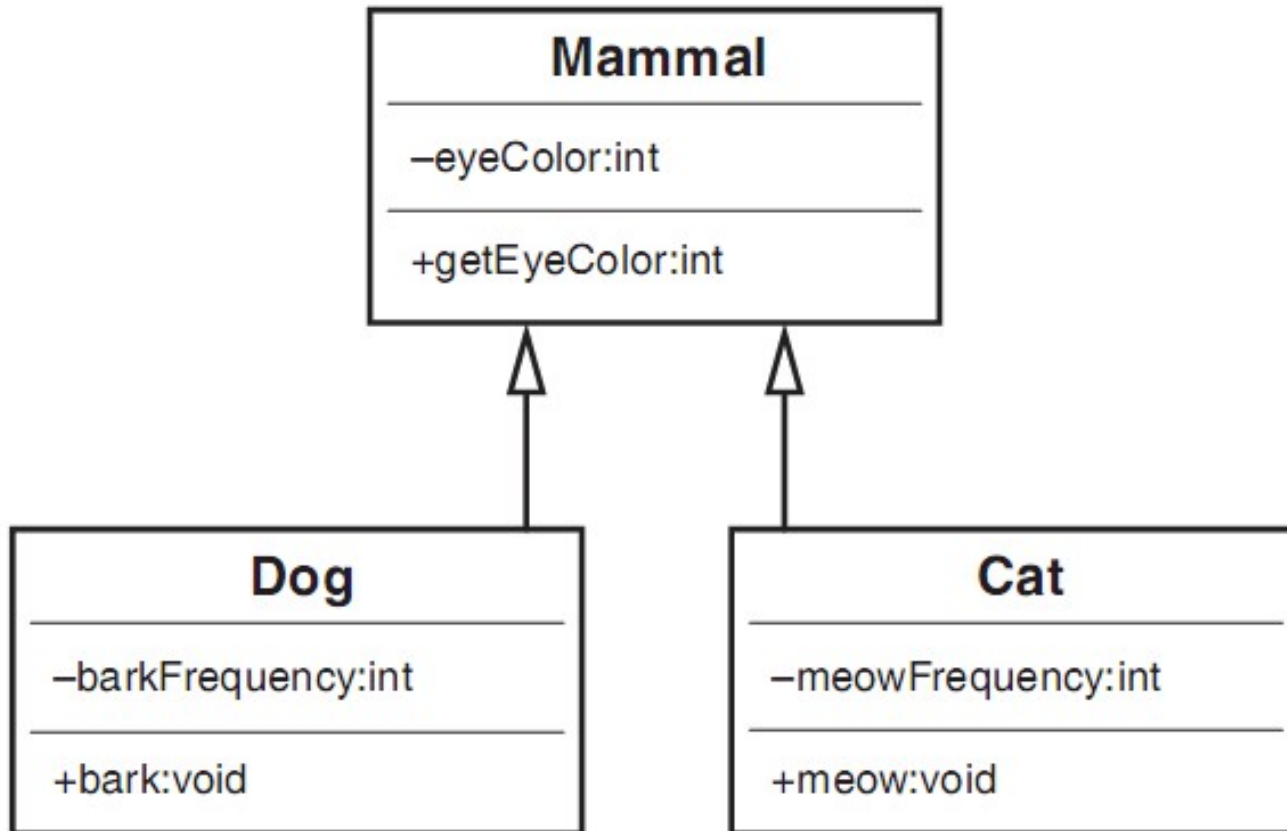 Mammal
–eyeColor:int
+getEyeColor:int
Dog
–barkFrequency:int
+bark:void
Cat
–meowFrequency:int
+meow:void